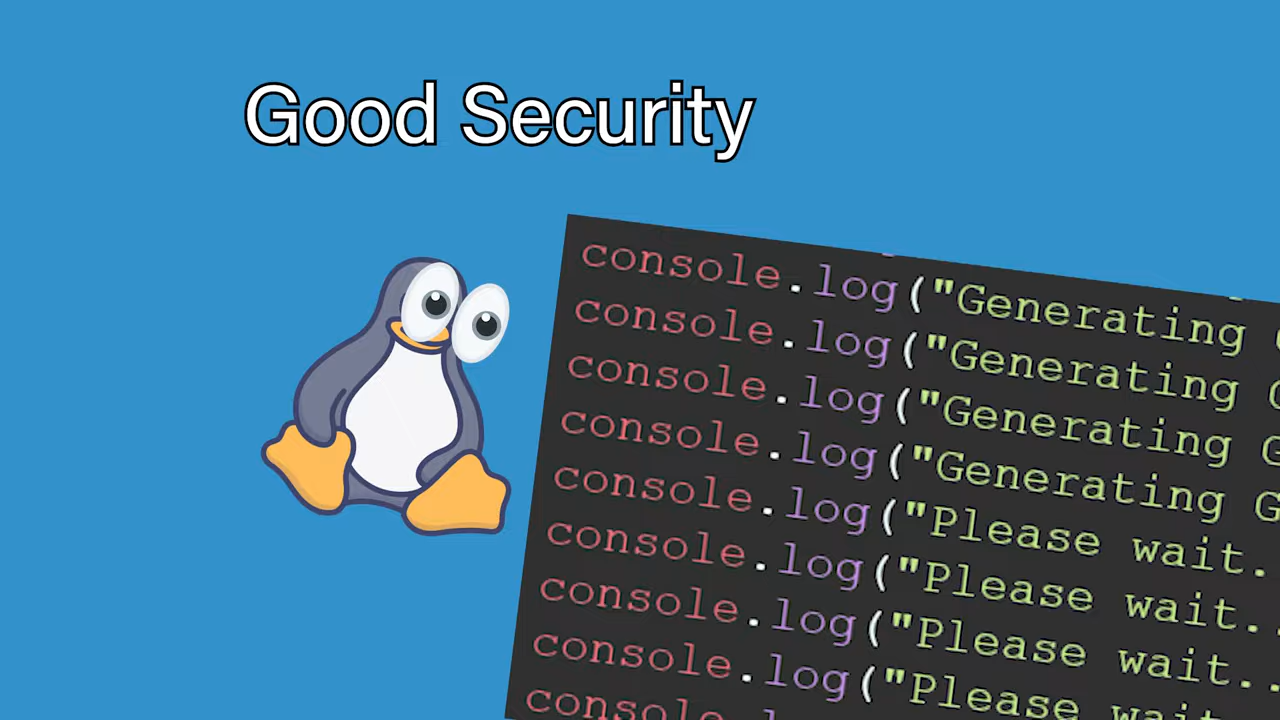 Good Security
console.log("Generating
console.log("Generating
console.log("Generating
console.log("Generating G
console.log("Please wait.
console.log("Please wait..
console.log("Please wait..
console.log("Please wait
console.l